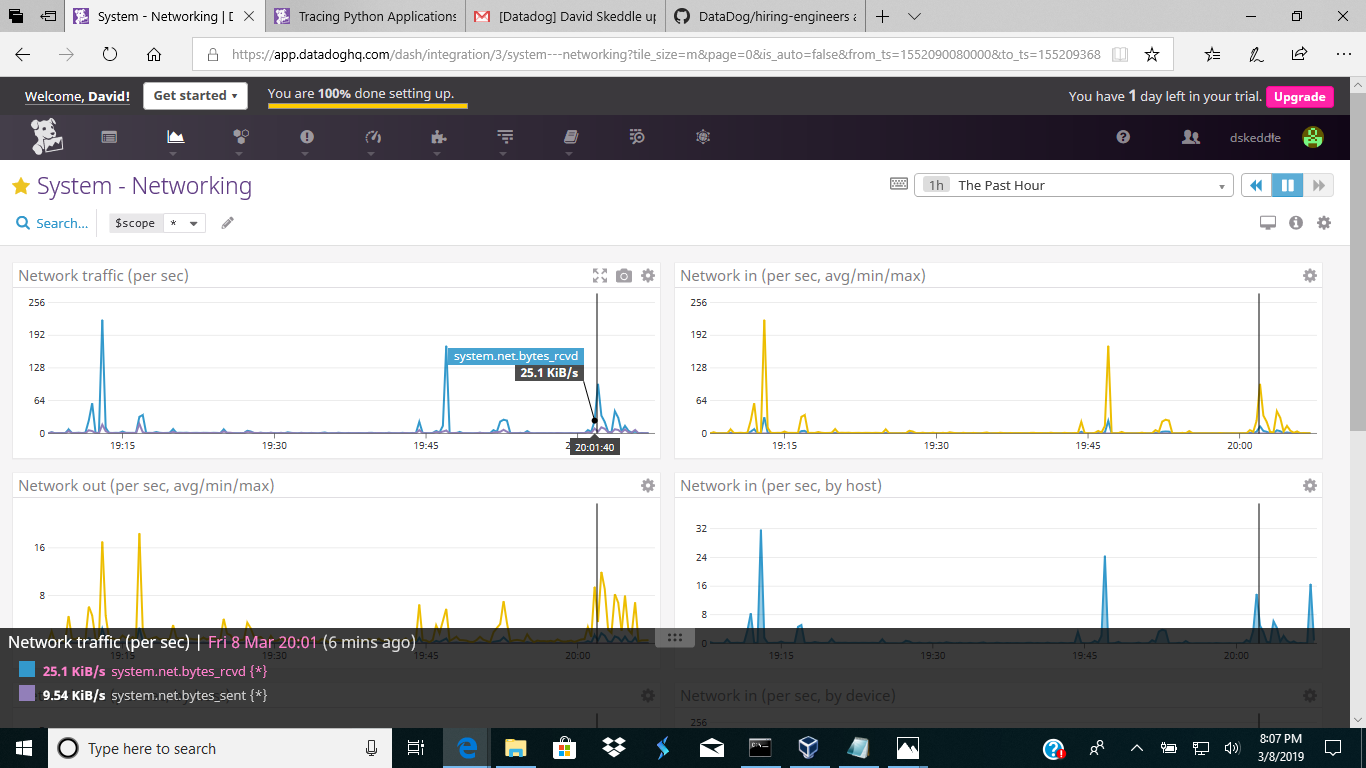 System - Networking | D
Tracing Python Applications
[Datadog] David Skeddle up
DataDog/hiring-engineers a
https://app.datadoghq.com/dash/integration/3/system---networking?tile_size=m&page=0&is_auto=false&from_ts=1552090080000&to_ts=155209368
Welcome, David!
Get started
You are 100% done setting up.
You have 1 day left in your trial.
Upgrade
dskeddle
System - Networking
1h The Past Hour
Search...
$scope *
Network traffic (per sec)
256
192
128
64
0
19:15
19:30
19:45
system.net.bytes_rcvd
25.1 KiB/s
20:01:40
Network in (per sec, avg/min/max)
256
192
128
64
0
19:15
19:30
19:45
20:00
Network out (per sec, avg/min/max)
16
8
19:15
19:30
19:45
20:00
Network in (per sec, by host)
32
24
16
8
0
19:15
19:30
19:45
20:00
Network traffic (per sec) | Fri 8 Mar 20:01 (6 mins ago)
25.1 KiB/s system.net.bytes_rcvd {*}
9.54 KiB/s system.net.bytes_sent {*}
Network in (per sec, by device)
256
Type here to search
8:07 PM
3/8/2019